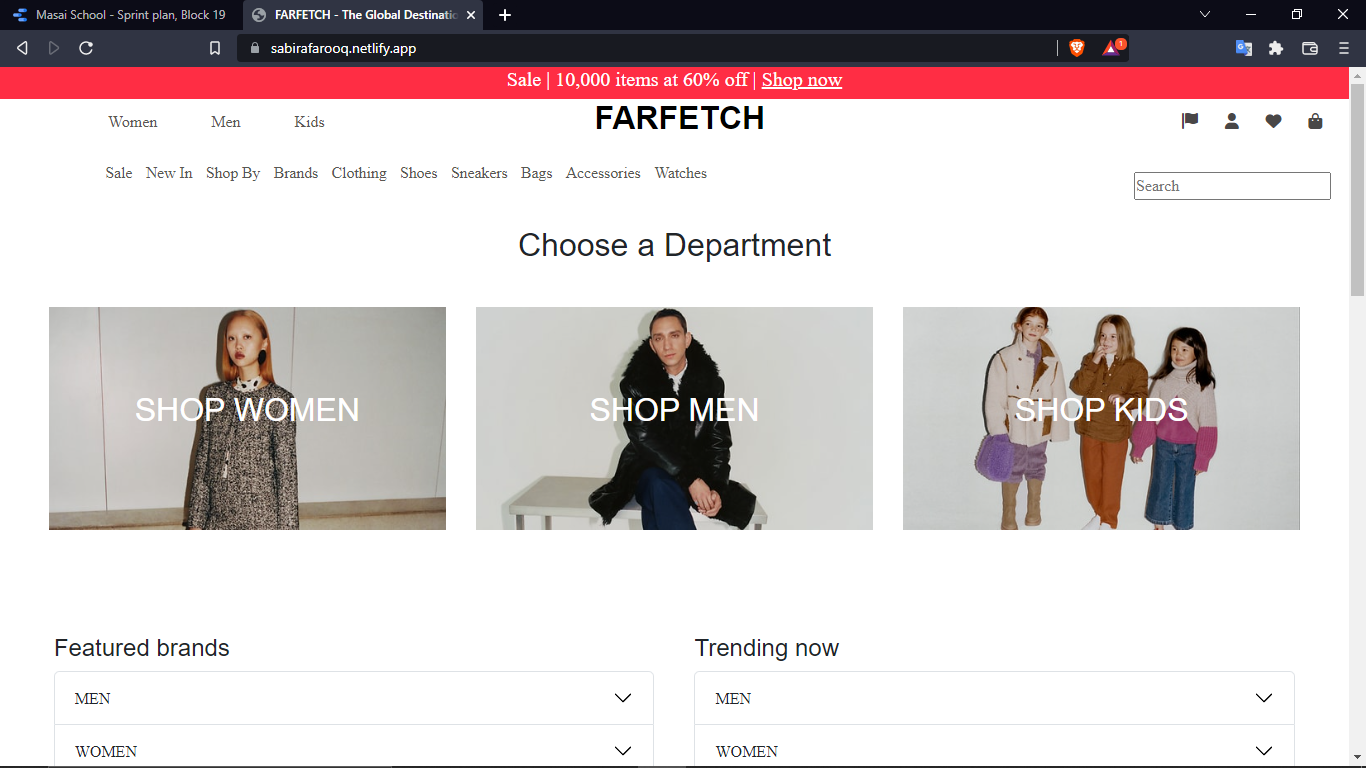 Masai School - Sprint plan, Block 19
FARFETCH - The Global Destinatic
sabirafarooq.netlify.app
1
Sale | 10,000 items at 60% off | Shop now
Women Men Kids
FARFETCH
Sale New In Shop By Brands Clothing Shoes Sneakers Bags Accessories Watches
Search
Choose a Department
SHOP WOMEN
SHOP MEN
SHOP KIDS
Featured brands
Trending now
MEN
MEN
WOMEN
WOMEN